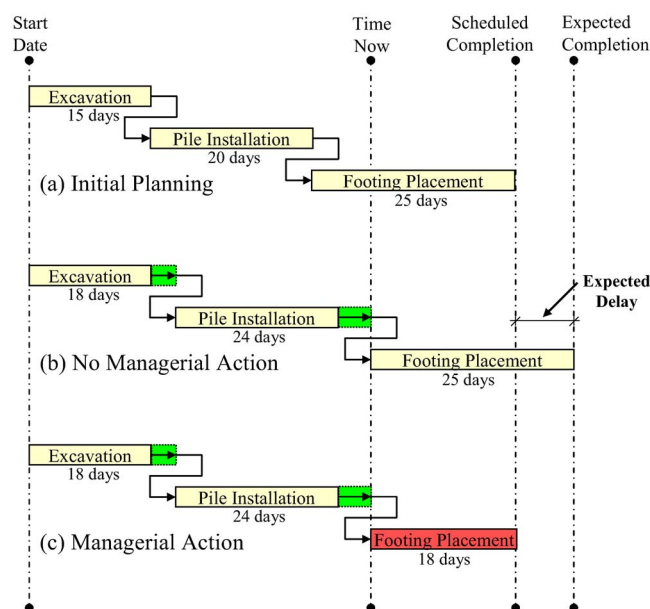 Start
Date
Time
Now
Scheduled
Completion
Expected
Completion
Excavation
15 days
Pile Installation
20 days
Footing Placement
25 days
(a) Initial Planning
Excavation
18 days
Pile Installation
24 days
Expected
Delay
Footing Placement
25 days
(b) No Managerial Action
Excavation
18 days
Pile Installation
24 days
Footing Placement
18 days
(c) Managerial Action